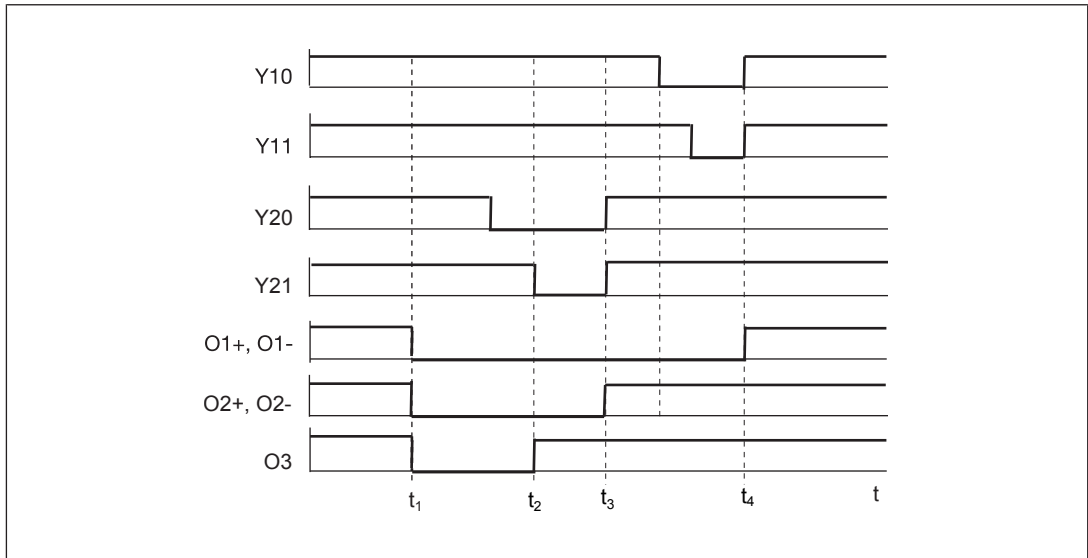 Y10
Y11
Y20
Y21
O1+, O1-
O2+, O2-
O3
t₁ t₂ t₃ t₄ t